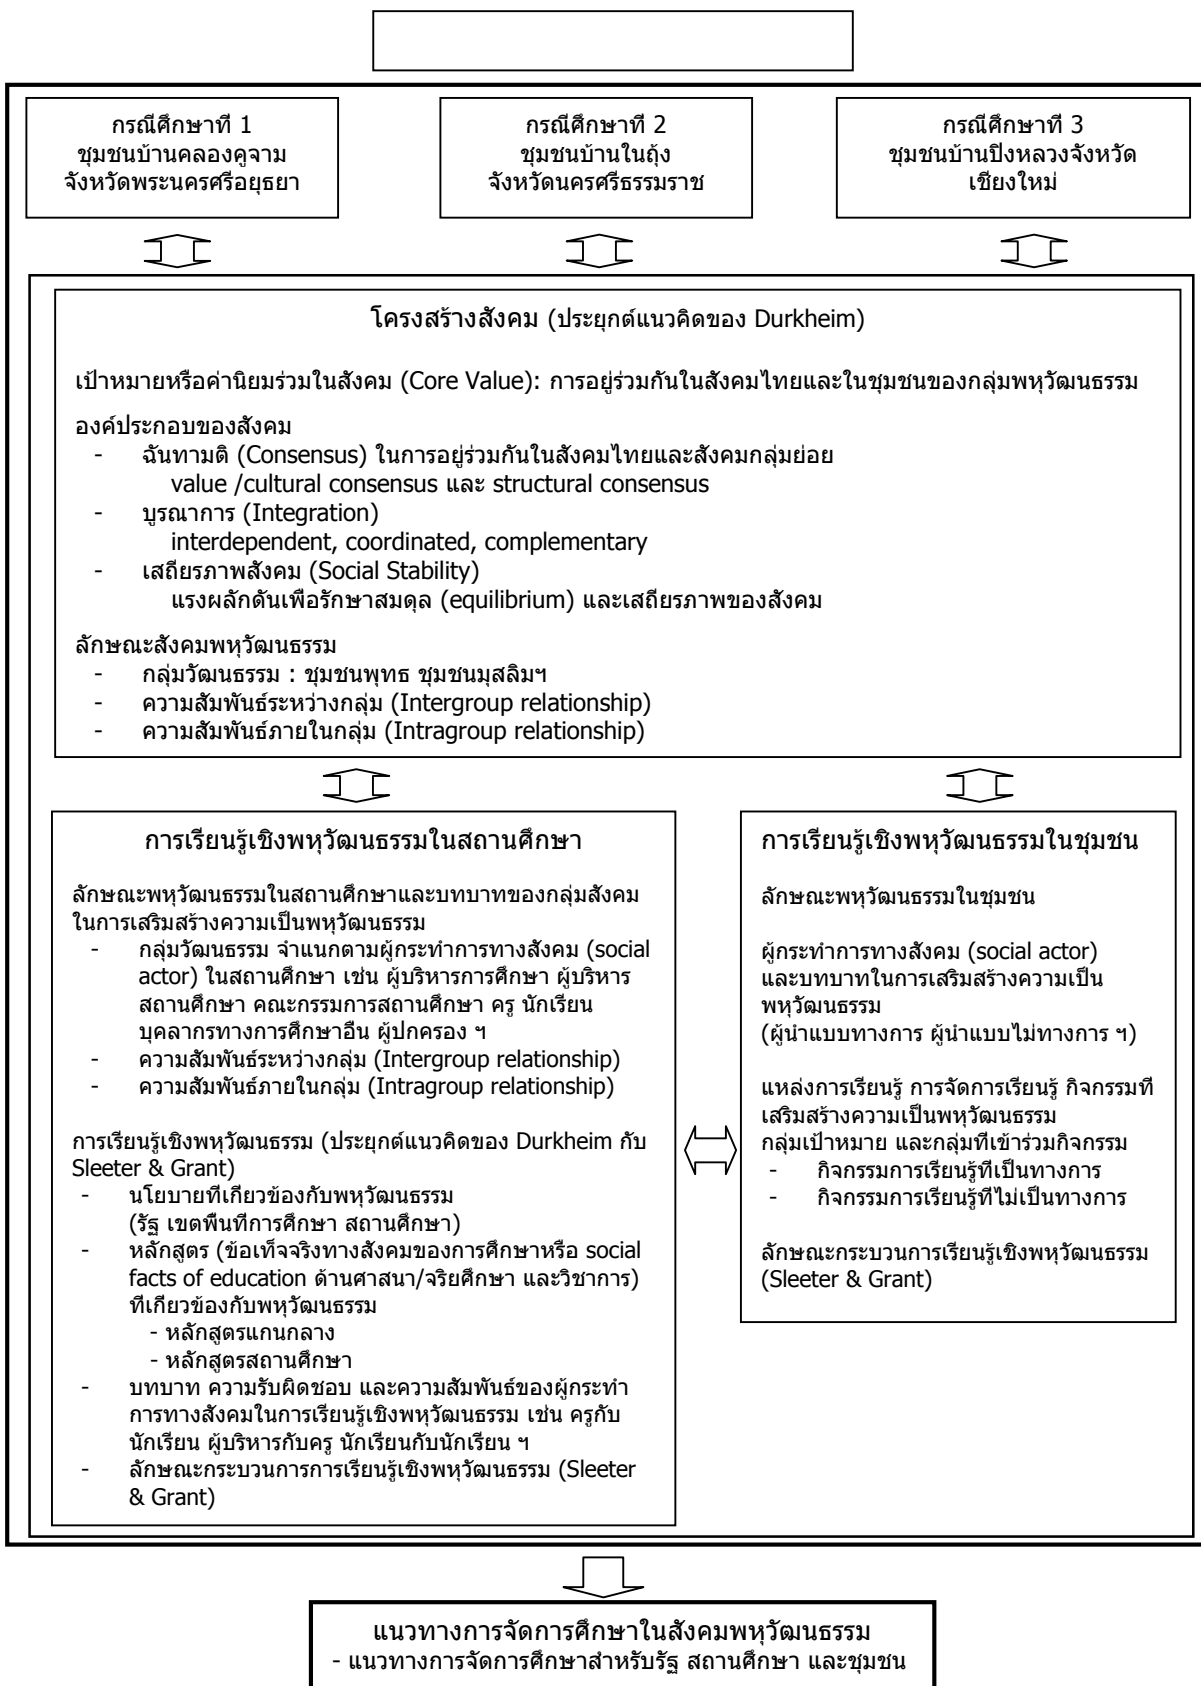 กรณีศึกษาที่ 1
ชุมชนบ้านคลองคูจาม
จังหวัดพระนครศรีอยุธยา
กรณีศึกษาที่ 2
ชุมชนบ้านในถุ้ง
จังหวัดนครศรีธรรมราช
กรณีศึกษาที่ 3
ชุมชนบ้านปิงหลวงจังหวัด
เชียงใหม่
โครงสร้างสังคม (ประยุกต์แนวคิดของ Durkheim)
เป้าหมายหรือค่านิยมร่วมในสังคม (Core Value): การอยู่ร่วมกันในสังคมไทยและในชุมชนของกลุ่มพหุวัฒนธรรม
องค์ประกอบของสังคม
- ฉันทามติ (Consensus) ในการอยู่ร่วมกันในสังคมไทยและสังคมกลุ่มย่อย
value /cultural consensus และ structural consensus
- บูรณาการ (Integration)
interdependent, coordinated, complementary
- เสถียรภาพสังคม (Social Stability)
แรงผลักดันเพื่อรักษาสมดุล (equilibrium) และเสถียรภาพของสังคม
ลักษณะสังคมพหุวัฒนธรรม
- กลุ่มวัฒนธรรม : ชุมชนพุทธ ชุมชนมุสลิมฯ
- ความสัมพันธ์ระหว่างกลุ่ม (Intergroup relationship)
- ความสัมพันธ์ภายในกลุ่ม (Intragroup relationship)
การเรียนรู้เชิงพหุวัฒนธรรมในสถานศึกษา
ลักษณะพหุวัฒนธรรมในสถานศึกษาและบทบาทของกลุ่มสังคม
ในการเสริมสร้างความเป็นพหุวัฒนธรรม
- กลุ่มวัฒนธรรม จำแนกตามผู้กระทำการทางสังคม (social
actor) ในสถานศึกษา เช่น ผู้บริหารการศึกษา ผู้บริหาร
สถานศึกษา คณะกรรมการสถานศึกษา ครู นักเรียน
บุคลากรทางการศึกษาอื่น ผู้ปกครอง ฯ
- ความสัมพันธ์ระหว่างกลุ่ม (Intergroup relationship)
- ความสัมพันธ์ภายในกลุ่ม (Intragroup relationship)
การเรียนรู้เชิงพหุวัฒนธรรม (ประยุกต์แนวคิดของ Durkheim กับ
Sleeter & Grant)
- นโยบายที่เกี่ยวข้องกับพหุวัฒนธรรม
(รัฐ เขตพื้นที่การศึกษา สถานศึกษา)
- หลักสูตร (ข้อเท็จจริงทางสังคมของการศึกษาหรือ social
facts of education ด้านศาสนา/จริยศึกษา และวิชาการ)
ที่เกี่ยวข้องกับพหุวัฒนธรรม
- หลักสูตรแกนกลาง
- หลักสูตรสถานศึกษา
- บทบาท ความรับผิดชอบ และความสัมพันธ์ของผู้กระทำ
การทางสังคมในการเรียนรู้เชิงพหุวัฒนธรรม เช่น ครูกับ
นักเรียน ผู้บริหารกับครู นักเรียนกับนักเรียน ฯ
- ลักษณะกระบวนการการเรียนรู้เชิงพหุวัฒนธรรม (Sleeter
& Grant)
การเรียนรู้เชิงพหุวัฒนธรรมในชุมชน
ลักษณะพหุวัฒนธรรมในชุมชน
ผู้กระทำการทางสังคม (social actor)
และบทบาทในการเสริมสร้างความเป็น
พหุวัฒนธรรม
(ผู้นำแบบทางการ ผู้นำแบบไม่ทางการ ฯ)
แหล่งการเรียนรู้ การจัดการเรียนรู้ กิจกรรมที่
เสริมสร้างความเป็นพหุวัฒนธรรม
กลุ่มเป้าหมาย และกลุ่มที่เข้าร่วมกิจกรรม
- กิจกรรมการเรียนรู้ที่เป็นทางการ
- กิจกรรมการเรียนรู้ที่ไม่เป็นทางการ
ลักษณะกระบวนการเรียนรู้เชิงพหุวัฒนธรรม
(Sleeter & Grant)
แนวทางการจัดการศึกษาในสังคมพหุวัฒนธรรม
- แนวทางการจัดการศึกษาสำหรับรัฐ สถานศึกษา และชุมชน